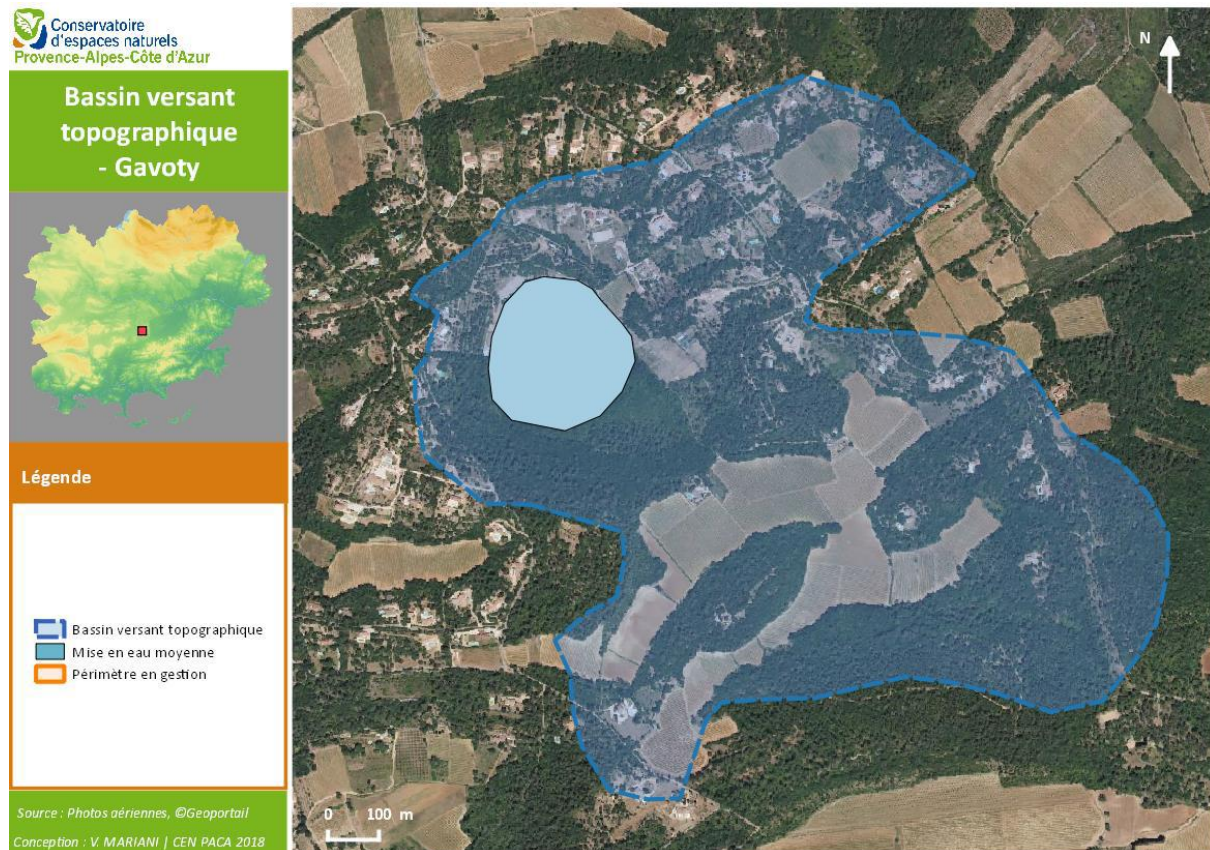 Conservatoire
d'espaces naturels
Provence-Alpes-Côte d'Azur
Bassin versant
topographique
- Gavoty
Légende
Bassin versant topographique
Mise en eau moyenne
Périmètre en gestion
Source : Photos aériennes, ©Geoportail
Conception : V. MARIANI | CEN PACA 2018
N
0 100 m